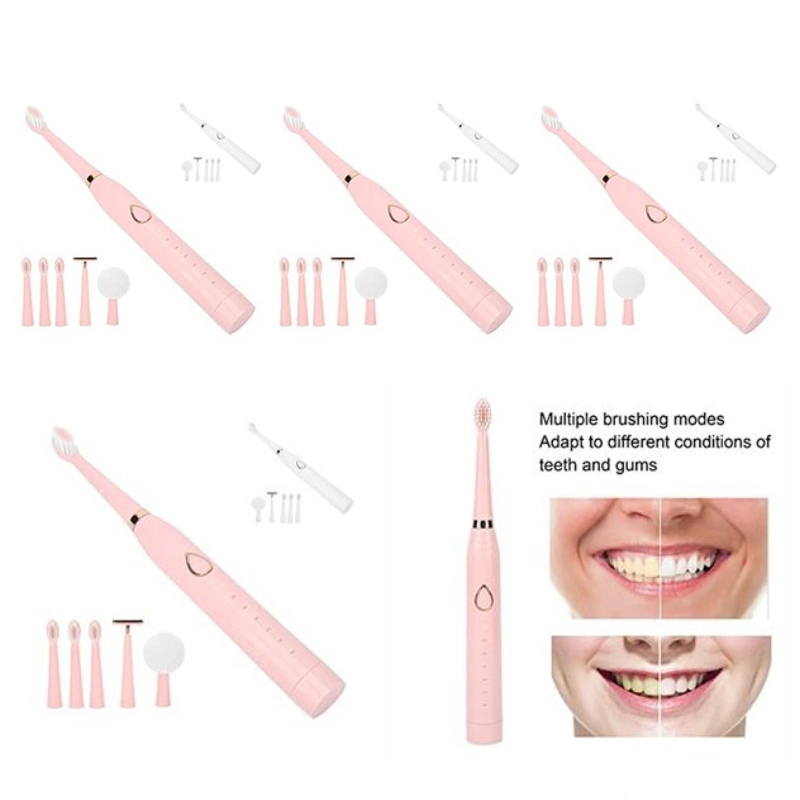 Multiple brushing modes
Adapt to different conditions of
teeth and gums